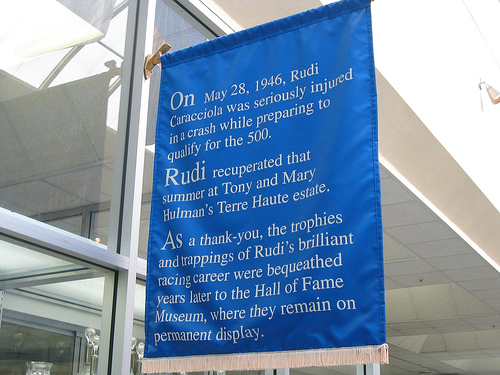 On May 28, 1946, Rudi
Caracciola was seriously injured
in a crash while preparing to
qualify for the 500.
Rudi recuperated that
summer at Tony and Mary
Hulman's Terre Haute estate.
As a thank-you, the trophies
and trappings of Rudi's brilliant
racing career were bequeathed
years later to the Hall of Fame
Museum, where they remain on
permanent display.